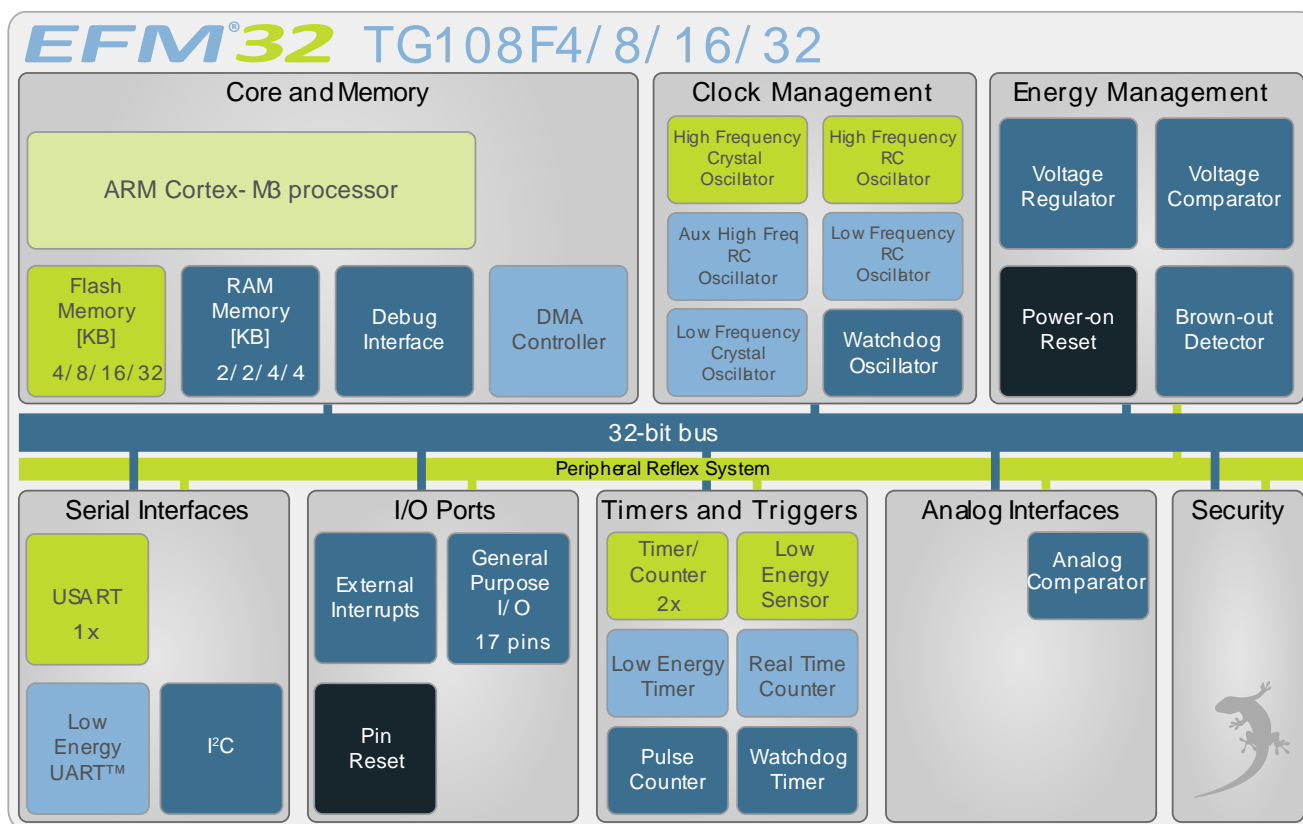 EFM®32 TG108F4/8/16/32
Core and Memory
ARM Cortex-M3 processor
Flash
Memory
[KB]
4/8/16/32
RAM
Memory
[KB]
2/2/4/4
Debug
Interface
DMA
Controller
Clock Management
High Frequency
Crystal
Oscillator
High Frequency
RC
Oscillator
Aux High Freq
RC
Oscillator
Low Frequency
RC
Oscillator
Low Frequency
Crystal
Oscillator
Watchdog
Oscillator
Energy Management
Voltage
Regulator
Voltage
Comparator
Power-on
Reset
Brown-out
Detector
32-bit bus
Peripheral Reflex System
Serial Interfaces
USART
1x
Low
Energy
UART™
I²C
I/O Ports
External
Interrupts
General
Purpose
I/O
17 pins
Pin
Reset
Timers and Triggers
Timer/
Counter
2x
Low
Energy
Sensor
Low Energy
Timer
Real Time
Counter
Pulse
Counter
Watchdog
Timer
Analog Interfaces
Analog
Comparator
Security